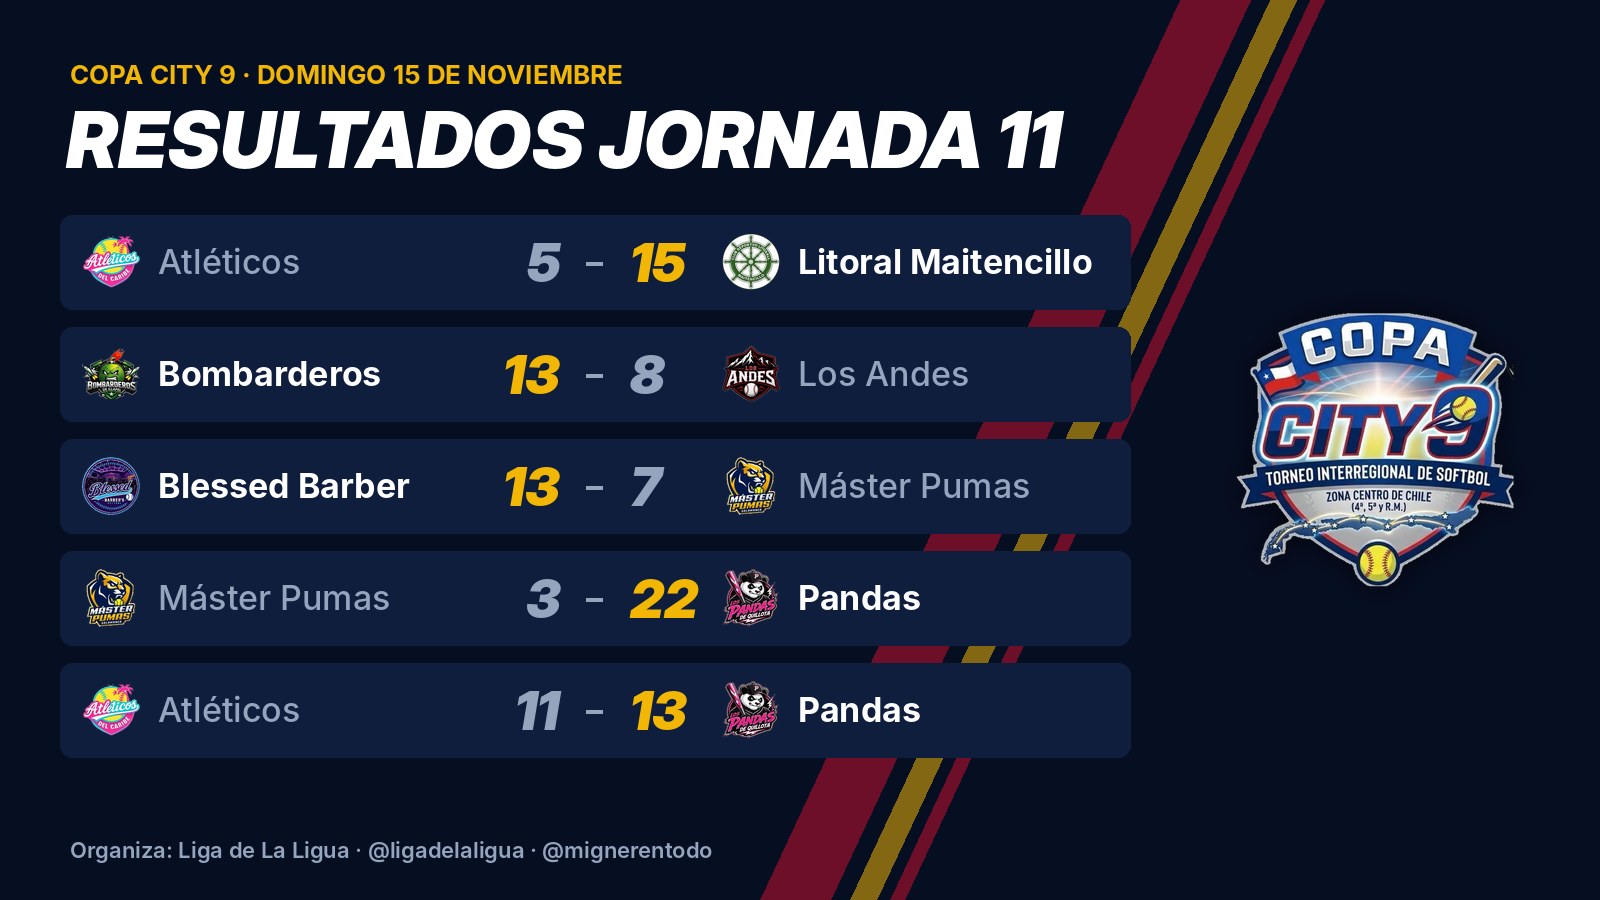 COPA CITY 9 · DOMINGO 15 DE NOVIEMBRE
RESULTADOS JORNADA 11
Atléticos 5 – 15 Litoral Maitencillo
Bombarderos 13 – 8 Los Andes
Blessed Barber 13 – 7 Máster Pumas
Máster Pumas 3 – 22 Pandas
Atléticos 11 – 13 Pandas
COPA
CITY 9
TORNEO INTERREGIONAL DE SOFTBOL
ZONA CENTRO DE CHILE
(4ª, 5ª y R.M.)
Organiza: Liga de La Ligua · @ligadelaligua · @mignerentodo